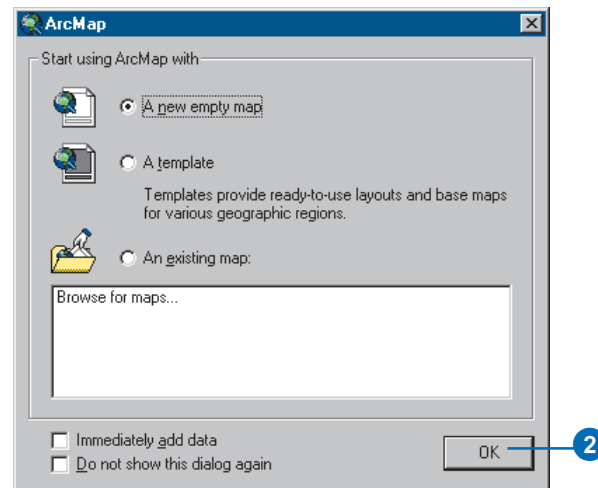 ArcMap
Start using ArcMap with
A new empty map
A template
Templates provide ready-to-use layouts and base maps
for various geographic regions.
An existing map:
Browse for maps...
Immediately add data
Do not show this dialog again
OK
2